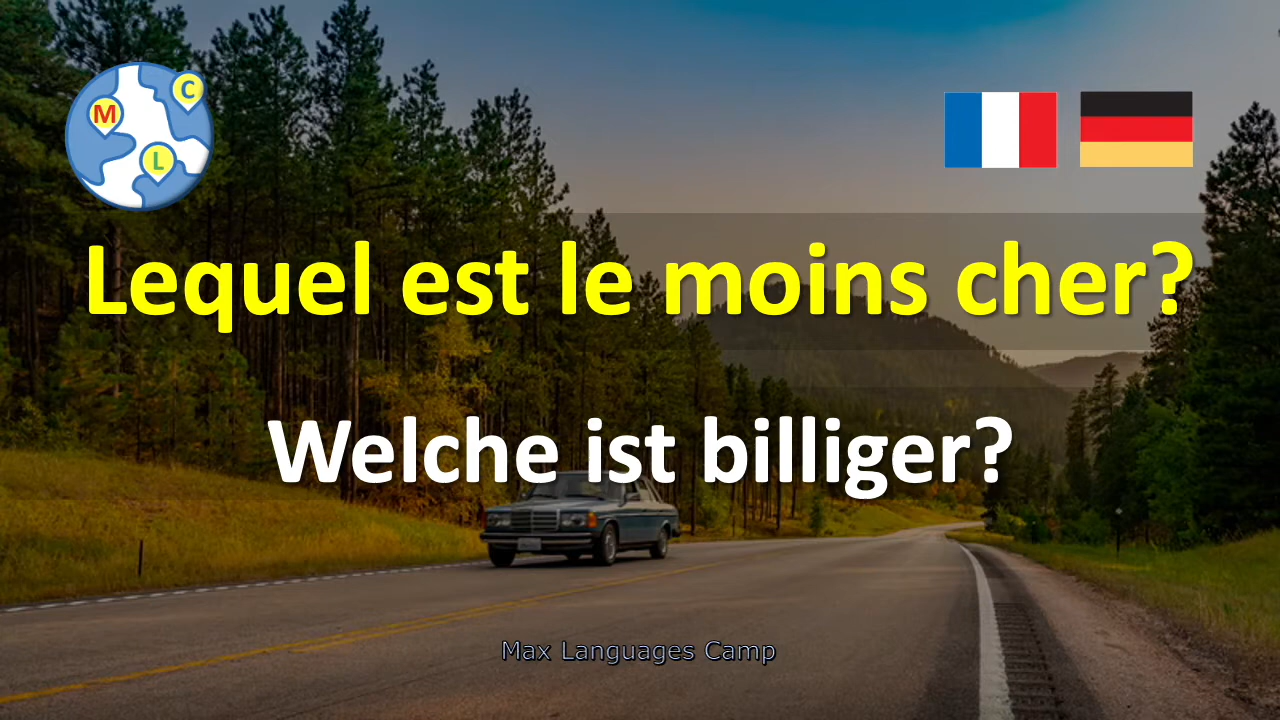 M
C
L
Lequel est le moins cher?
Welche ist billiger?
Max Languages Camp